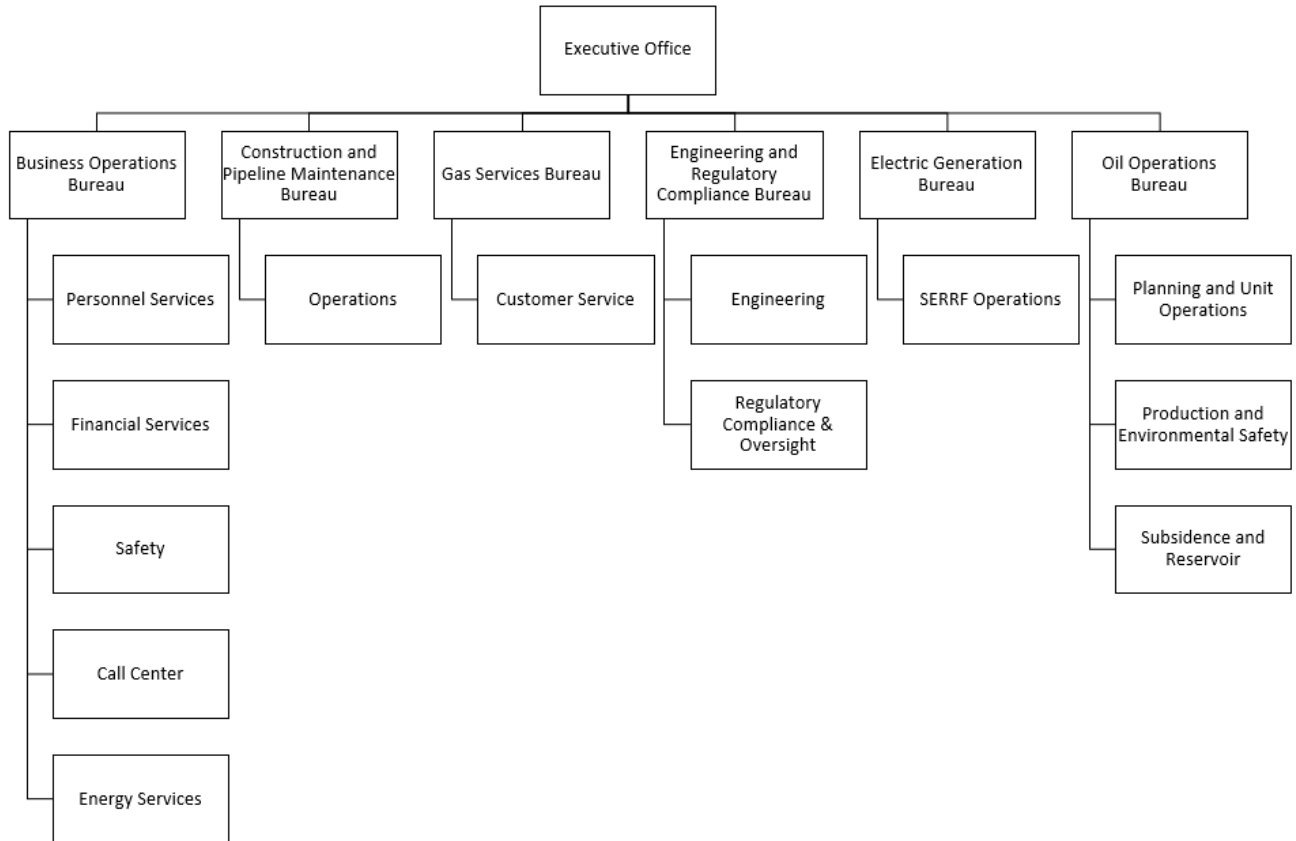 Executive Office
Business Operations
Bureau
Construction and
Pipeline Maintenance
Bureau
Gas Services Bureau
Engineering and
Regulatory
Compliance Bureau
Electric Generation
Bureau
Oil Operations
Bureau
Personnel Services
Operations
Customer Service
Engineering
SERRF Operations
Planning and Unit
Operations
Financial Services
Regulatory
Compliance &
Oversight
Production and
Environmental Safety
Safety
Subsidence and
Reservoir
Call Center
Energy Services